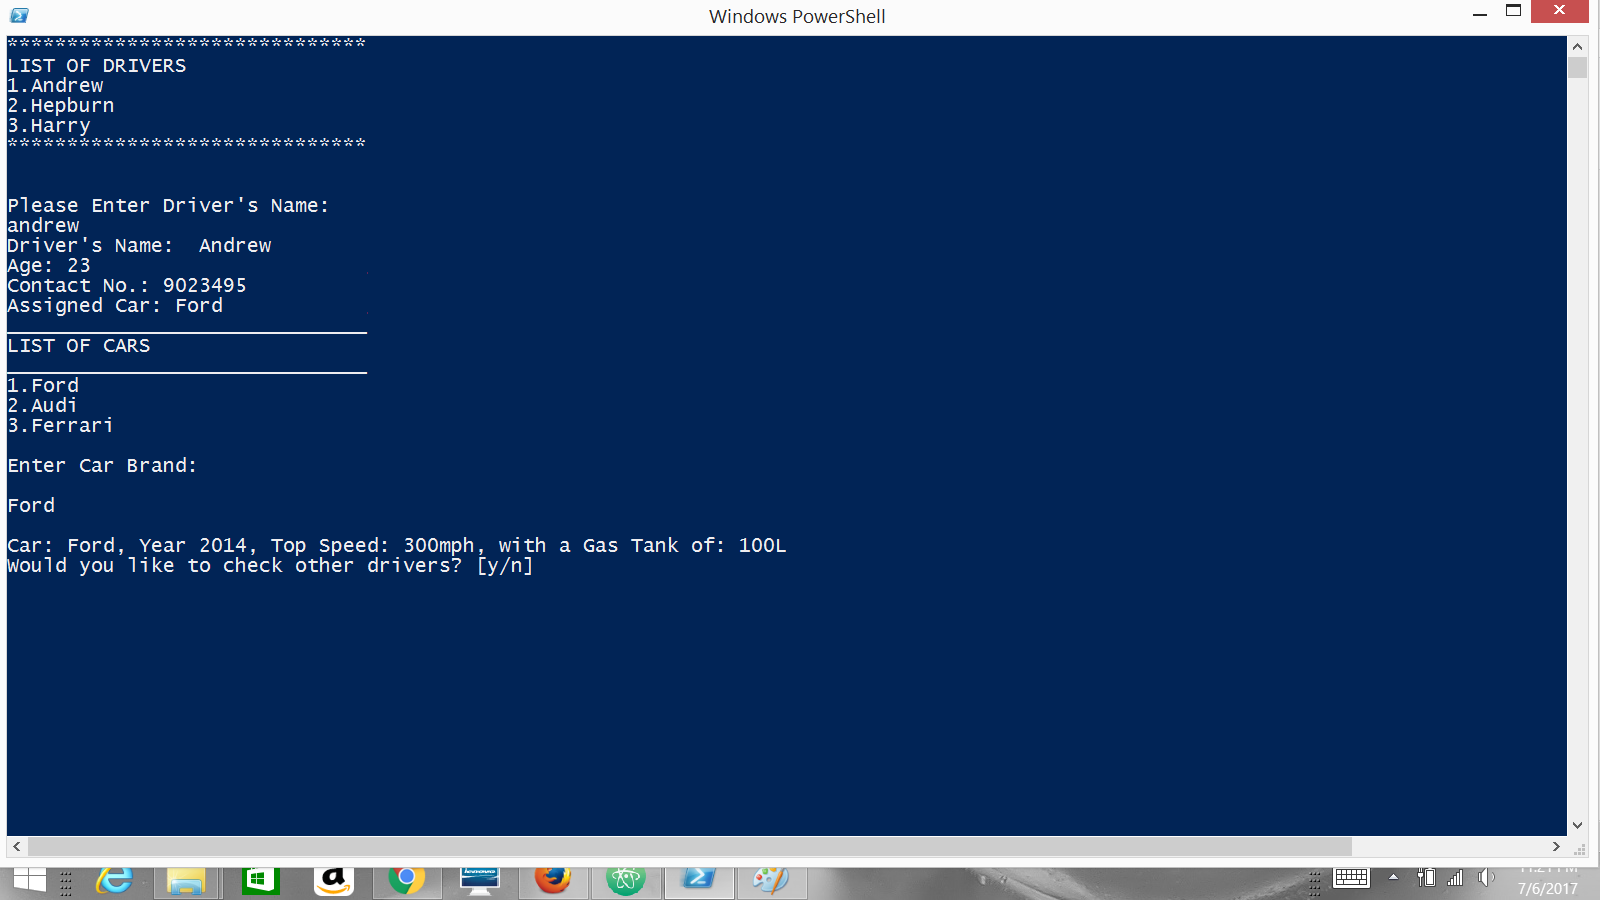 Windows PowerShell
******************************
LIST OF DRIVERS
1.Andrew
2.Hepburn
3.Harry
******************************
Please Enter Driver's Name:
andrew
Driver's Name:  Andrew
Age: 23
Contact No.: 9023495
Assigned Car: Ford
______________________________
LIST OF CARS
______________________________
1.Ford
2.Audi
3.Ferrari
Enter Car Brand:
Ford
Car: Ford, Year 2014, Top Speed: 300mph, with a Gas Tank of: 100L
Would you like to check other drivers? [y/n]
7/6/2017